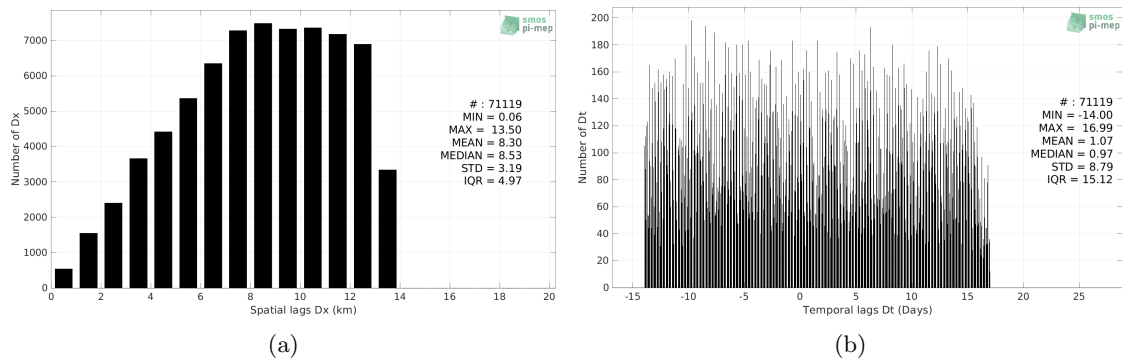 smos
pi-mep
7000
6000
5000
4000
3000
2000
1000
0
Number of Dx
# : 71119
MIN = 0.06
MAX = 13.50
MEAN = 8.30
MEDIAN = 8.53
STD = 3.19
IQR = 4.97
0 2 4 6 8 10 12 14 16 18 20
Spatial lags Dx (km)
(a)
smos
pi-mep
200
180
160
140
120
100
80
60
40
20
0
Number of Dt
# : 71119
MIN = -14.00
MAX = 16.99
MEAN = 1.07
MEDIAN = 0.97
STD = 8.79
IQR = 15.12
-15 -10 -5 0 5 10 15 20 25
Temporal lags Dt (Days)
(b)